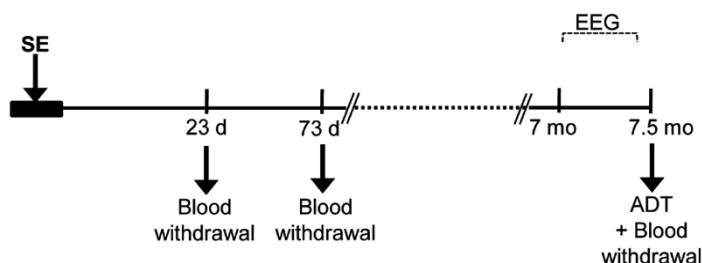 EEG
SE
23 d
73 d
7 mo
7.5 mo
Blood
withdrawal
Blood
withdrawal
ADT
+ Blood
withdrawal